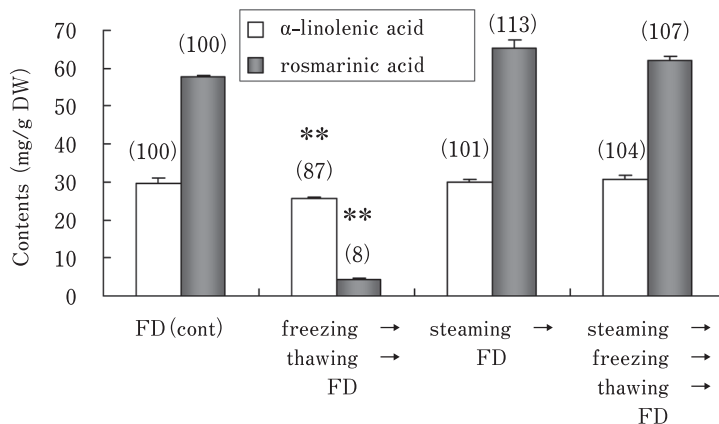 α-linolenic acid
rosmarinic acid
Contents (mg/g DW)
70
60
50
40
30
20
10
0
(100)
(100)
**
(87)
**
(8)
(101)
(113)
(104)
(107)
FD (cont)
freezing →
thawing →
FD
steaming →
FD
steaming →
freezing →
thawing →
FD